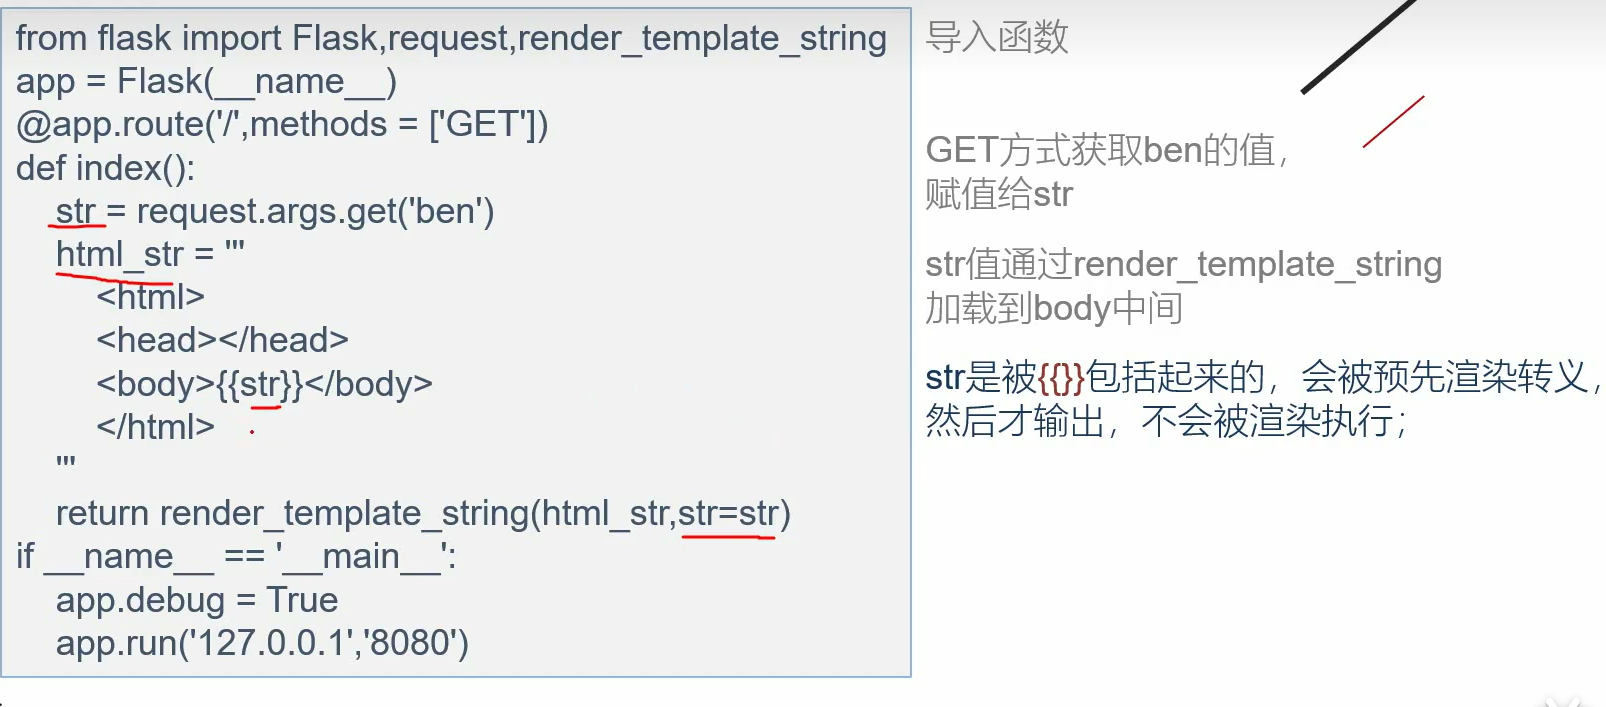 from flask import Flask,request,render_template_string
app = Flask(__name__)
@app.route('/',methods = ['GET'])
def index():
str = request.args.get('ben')
html_str = '''
<html>
<head></head>
<body>{{str}}</body>
</html>
'''
return render_template_string(html_str,str=str)
if __name__ == '__main__':
app.debug = True
app.run('127.0.0.1','8080')
导入函数
GET方式获取ben的值，
赋值给str
str值通过render_template_string
加载到body中间
str是被{{}}包括起来的，会被预先渲染转义，
然后才输出，不会被渲染执行；